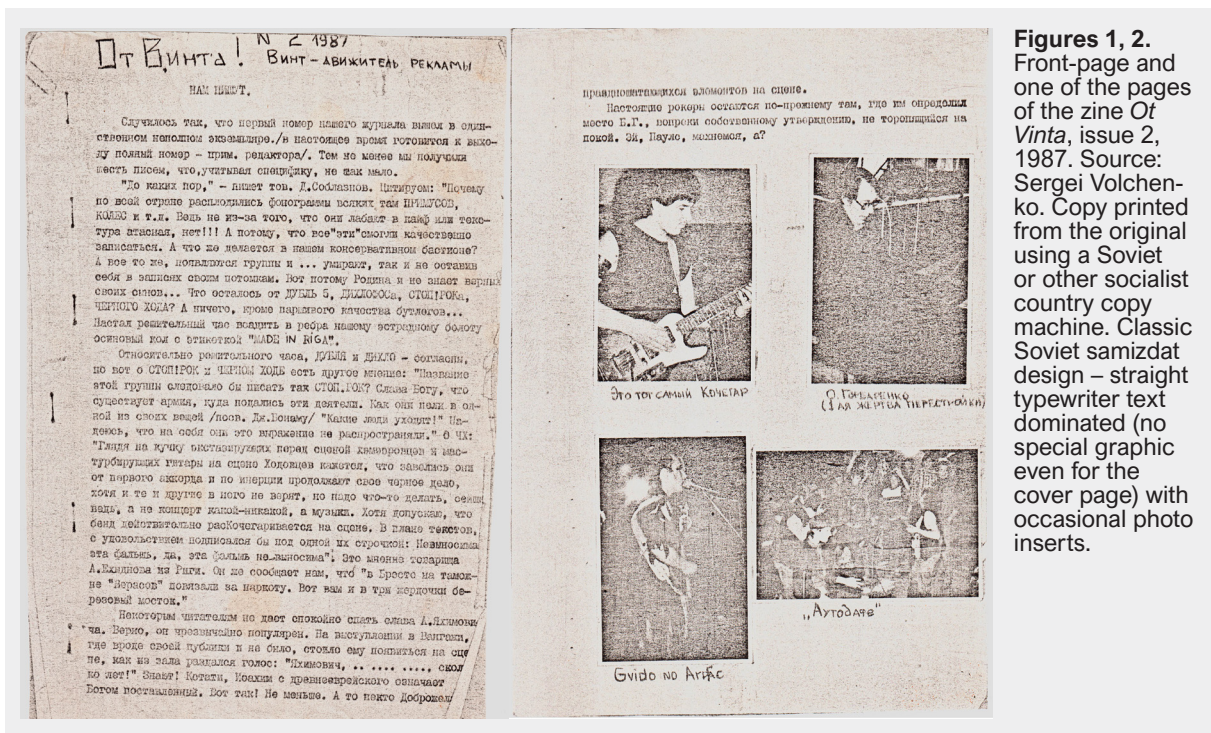 От Винта! N 2 1987
Винт-движитель рекламы
НАМ ПИШУТ.
Случилось так, что первый номер нашего журнала вышел в един-
ственном неполном экземпляре./в настоящее время готовится к выхо-
ду полный номер - прим. редактора/. Тем не менее мы получили
шесть писем, что,учитывая специфику, не так мало.
"До каких пор," - пишет тов. Д.Соблазнов. Цитируем: "Почему
по всей стране расплодились фонограммы всяких там ПРИМУСОВ,
КОЛЕС и т.д. Ведь не из-за того, что они лабают в кайф или текс-
тура атасная, нет!!! А потому, что все"эти"смогли качественно
записаться. А что же делается в нашем консервативном бастионе?
А все то же, появляются группы и ... умирают, так и не оставив
себя в записях своим потомкам. Вот потому Родина и не знает верных
своих сынов... Что осталось от ДУБЛЬ 5, ДИХЛОФОСа, СТОП!РОКа,
ЧЕРНОГО ХОДА? А ничего, кроме паршивого качества бутлегов...
Настал решительный час всадить в ребра нашему эстрадному болоту
осиновый кол с этикеткой "MADE IN RIGA".
Относительно решительного часа, ДУБЛЯ и ДИХЛО - согласны,
но вот о СТОП!РОК и ЧЕРНОМ ХОДЕ есть другое мнение: "Название
этой группы следовало бы писать так СТОП.РОК? Слава Богу, что
существует армия, куда подались эти деятели. Как они пели в од-
ной из своих вещей /посв. Дж.Бонаму/ "Какие люди уходят!" На-
деюсь, что на себя они это выражение не распространяли." О ЧХ:
"Глядя на кучку экстазирующих перед сценой хамеровцев и мас-
турбирующих гитары на сцене Ходовцев кажется, что завелись они
от первого аккорда и по инерции продолжают свое черное дело,
хотя и те и другие в него не верят, но надо что-то делать,
ведь, а не концерт какой-никакой, а музыки. Хотя допускаю, что
бенд действительно расКочегаривается на сцене. В плане текстов,
с удовольствием подписался бы под одной их строчкой: Невыносима
эта фальшь, да, эта фальшь невыносима". Это мнение товарища
А.Ехиднова из Риги. Он же сообщает нам, что "в Бресте на тамож-
не "Верасов" повязали за наркоту. Вот вам и в три жердочки бе-
резовый мосток."
Некоторым читателям не дает спокойно спать слава А.Яхимови
ча. Верно, он чрезвычайно популярен. На выступлении в Валгами,
где вроде своей публики и не было, стоило ему появиться на сце
не, как из зала раздался голос: "Яхимович, .. .... ....., скол
ко лет!" Знают! Кстати, Иоахим с древнееврейского означает
Богом поставленный. Вот так! Не меньше. А то некто Доброжел
праздношатающихся элементов на сцене.
Настоящие рокеры остаются по-прежнему там, где им определил
место Б.Г., вопреки собственному утверждению, не торопящийся на
покой. Эй, Пауло, махнемся, а?
Это тот самый Кочегар
О. Гондаренко
(1ая жертва перестройки)
Gvido no
„Аутодафе"
Figures 1, 2.
Front-page and
one of the pages
of the zine Ot
Vinta, issue 2,
1987. Source:
Sergei Volchen-
ko. Copy printed
from the original
using a Soviet
or other socialist
country copy
machine. Classic
Soviet samizdat
design – straight
typewriter text
dominated (no
special graphic
even for the
cover page) with
occasional photo
inserts.